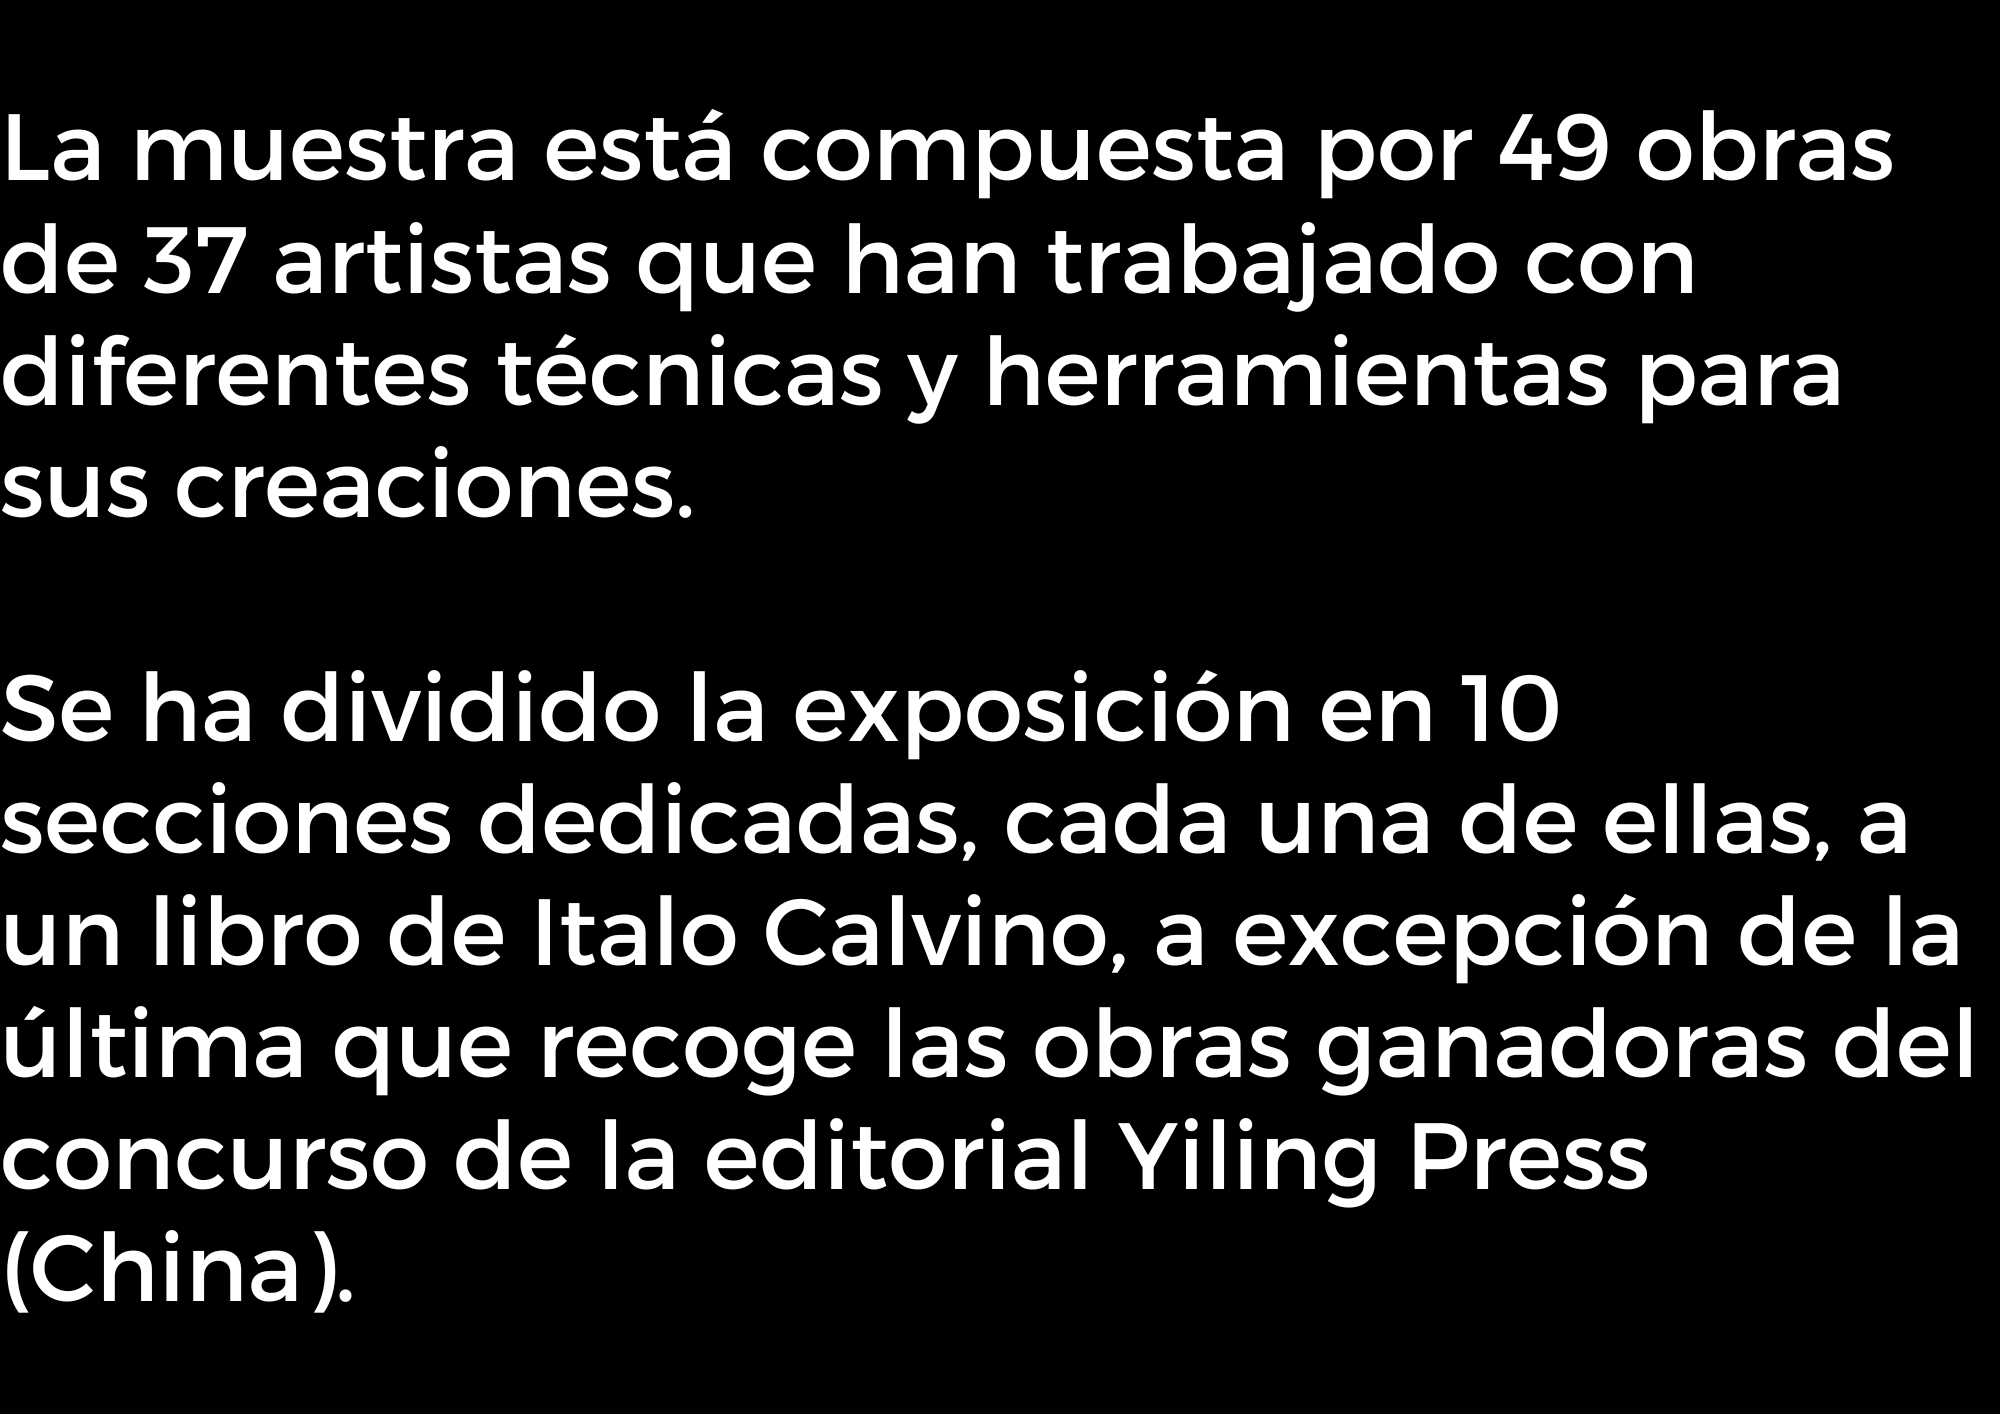 La muestra está compuesta por 49 obras
de 37 artistas que han trabajado con
diferentes técnicas y herramientas para
sus creaciones.
Se ha dividido la exposición en 10
secciones dedicadas, cada una de ellas, a
un libro de Italo Calvino, a excepción de la
última que recoge las obras ganadoras del
concurso de la editorial Yiling Press
(China).